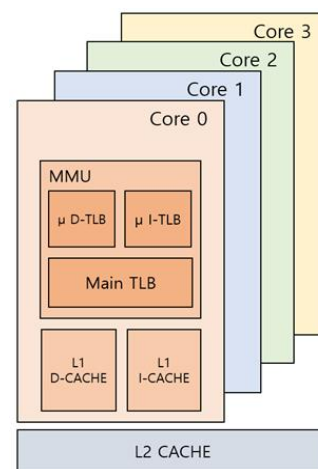 Core 3
Core 2
Core 1
Core 0
MMU
μ D-TLB
μ I-TLB
Main TLB
L1
D-CACHE
L1
I-CACHE
L2 CACHE